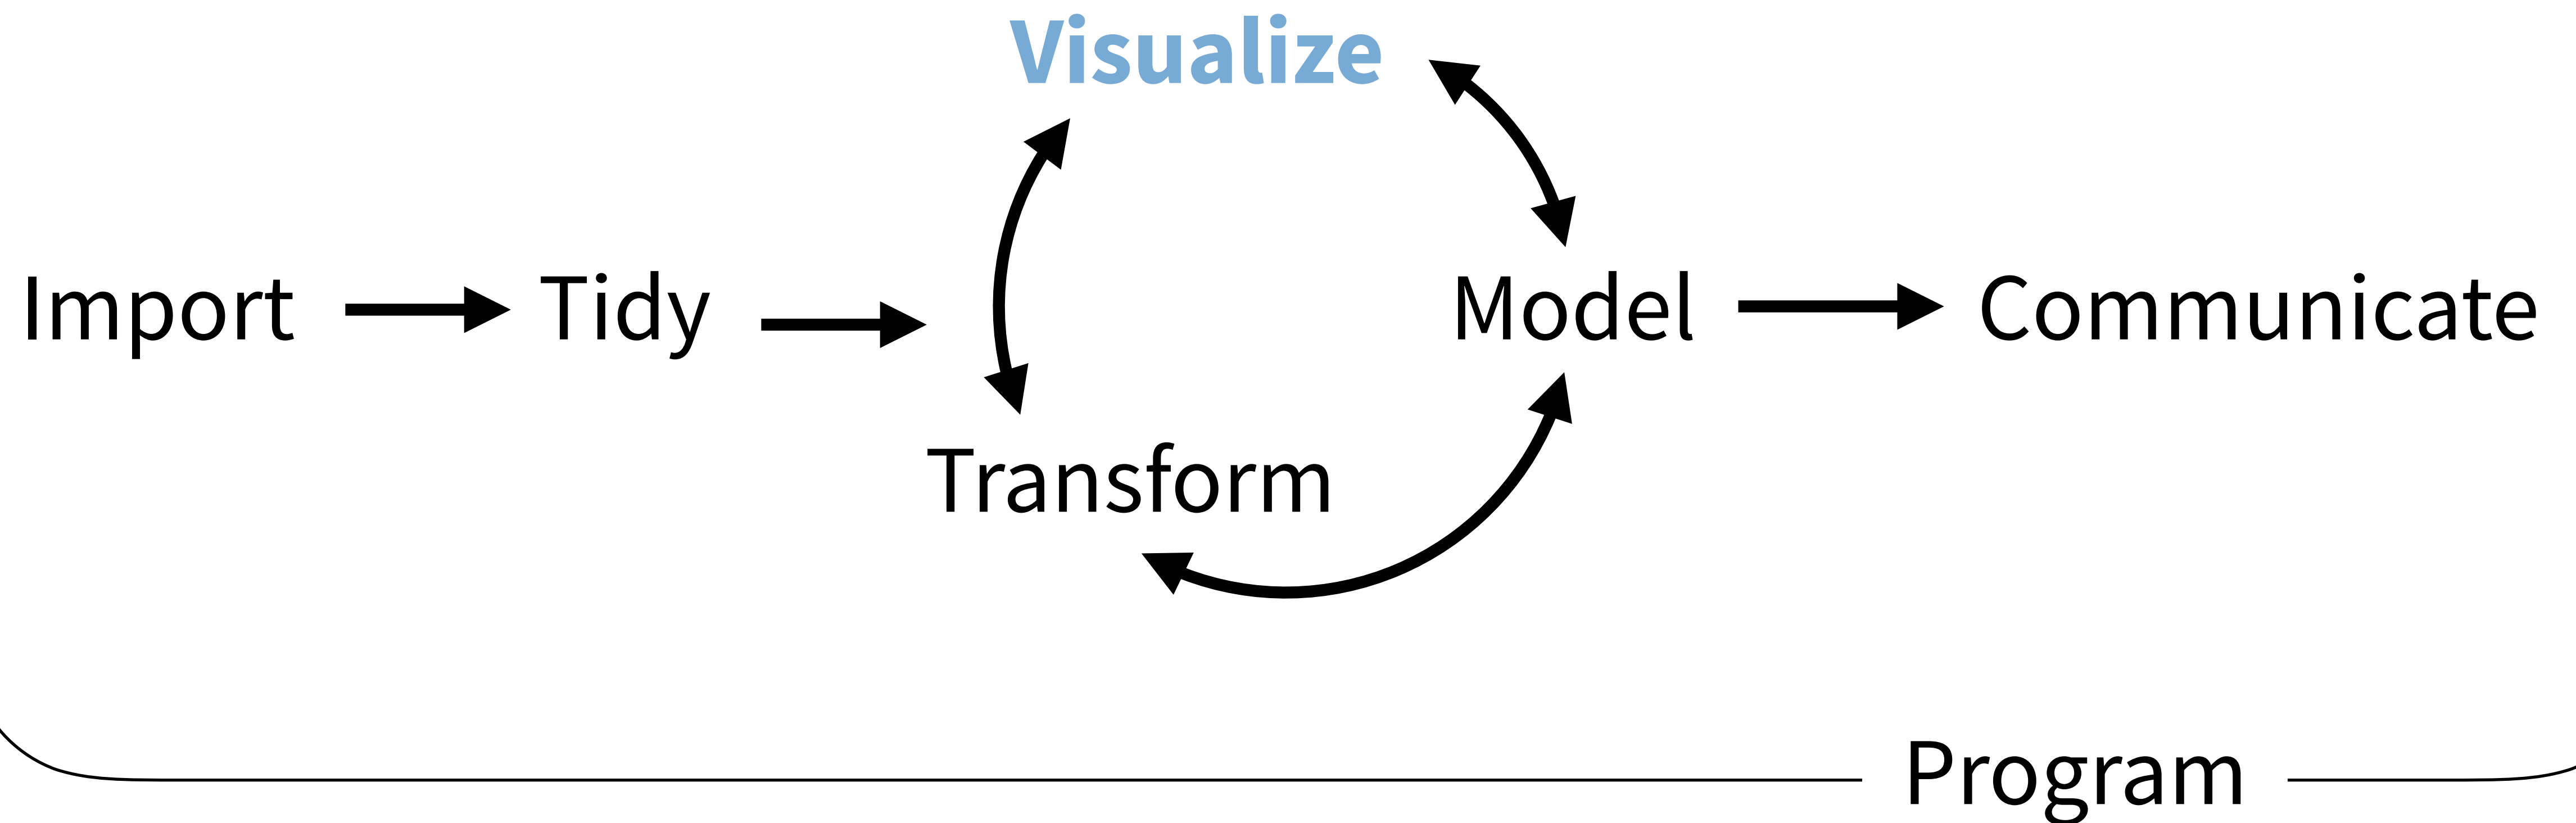 Visualize
Import
Tidy
Model
Communicate
Transform
Program